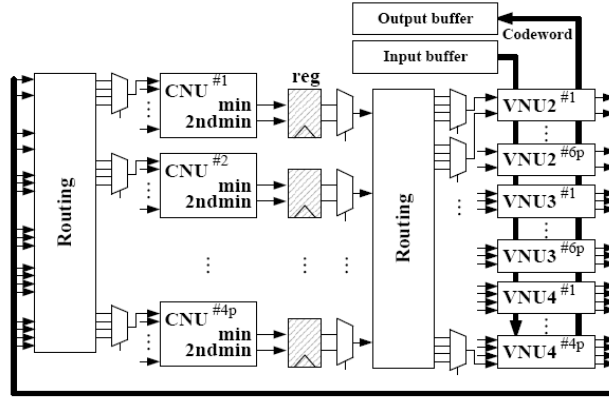 Output buffer
Codeword
Input buffer
Routing
CNU #1
min
2ndmin
reg
CNU #2
min
2ndmin
CNU #4p
min
2ndmin
Routing
VNU2 #1
VNU2 #6p
VNU3 #1
VNU3 #6p
VNU4 #1
VNU4 #4p